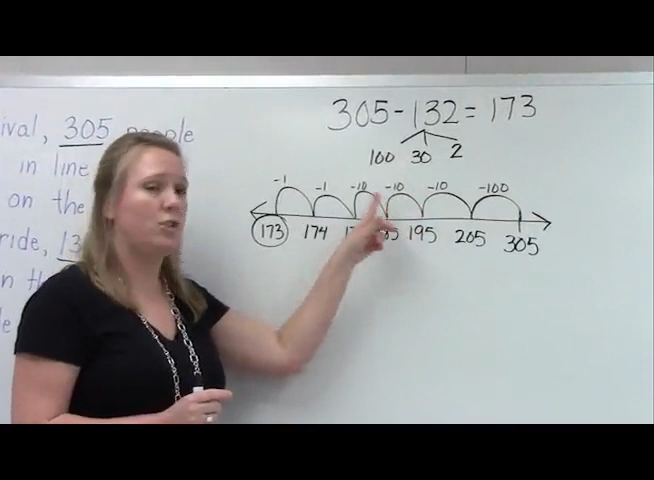 ival, 305 people
in line
on the
ride, 13
n th
le
305 - 132 = 173
100 30 2
-1 -1 -10 -10 -10 -100
173 174 195 205 305